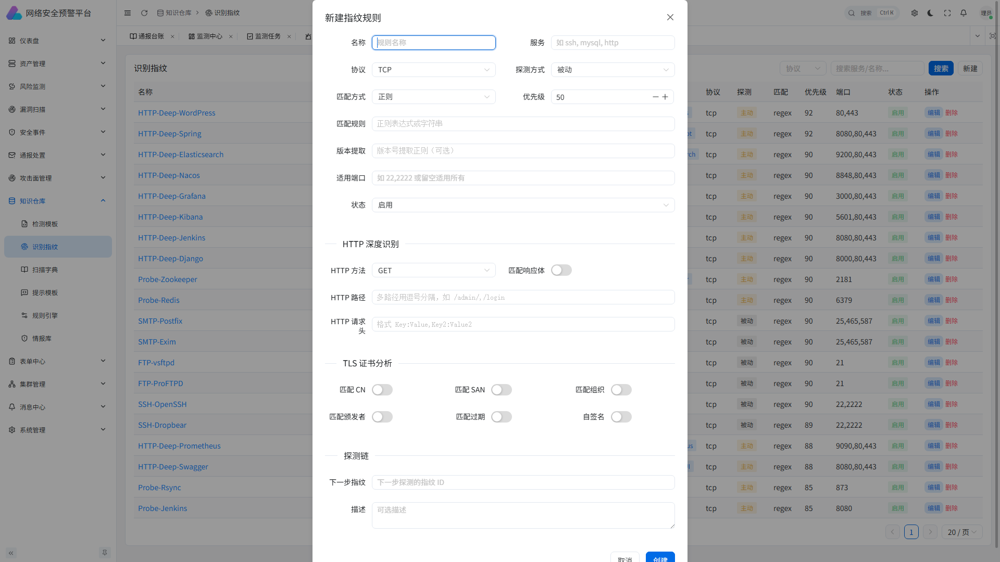 网络安全预警平台
仪表盘
资产管理
风险监测
漏洞扫描
安全事件
通报处置
攻击面管理
知识仓库
检测模板
识别指纹
扫描字典
提示模板
规则引擎
情报库
表单中心
集群管理
消息中心
系统管理
知识仓库 > 识别指纹
搜索 Ctrl K
理员
通报台账 × 监测中心 × 监测任务 ×
识别指纹
协议 搜索服务/名称... 搜索 新建
名称 协议 探测 匹配 优先级 端口 状态 操作
HTTP-Deep-WordPress s tcp 主动 regex 92 80,443 启用 编辑 删除
HTTP-Deep-Spring ot tcp 主动 regex 92 8080,80,443 启用 编辑 删除
HTTP-Deep-Elasticsearch rch tcp 主动 regex 90 9200,80,443 启用 编辑 删除
HTTP-Deep-Nacos tcp 主动 regex 90 8848,80,443 启用 编辑 删除
HTTP-Deep-Grafana tcp 主动 regex 90 3000,80,443 启用 编辑 删除
HTTP-Deep-Kibana tcp 主动 regex 90 5601,80,443 启用 编辑 删除
HTTP-Deep-Jenkins tcp 主动 regex 90 8080,80,443 启用 编辑 删除
HTTP-Deep-Django tcp 主动 regex 90 8000,80,443 启用 编辑 删除
Probe-Zookeeper r tcp 主动 regex 90 2181 启用 编辑 删除
Probe-Redis tcp 主动 regex 90 6379 启用 编辑 删除
SMTP-Postfix tcp 被动 regex 90 25,465,587 启用 编辑 删除
SMTP-Exim tcp 被动 regex 90 25,465,587 启用 编辑 删除
FTP-vsftpd tcp 被动 regex 90 21 启用 编辑 删除
FTP-ProFTPD tcp 被动 regex 90 21 启用 编辑 删除
SSH-OpenSSH tcp 被动 regex 90 22,2222 启用 编辑 删除
SSH-Dropbear tcp 被动 regex 89 22,2222 启用 编辑 删除
HTTP-Deep-Prometheus us tcp 主动 regex 88 9090,80,443 启用 编辑 删除
HTTP-Deep-Swagger tcp 主动 regex 88 8080,80,443 启用 编辑 删除
Probe-Rsync tcp 主动 regex 85 873 启用 编辑 删除
Probe-Jenkins tcp 主动 regex 85 8080 启用 编辑 删除
1 20 / 页
新建指纹规则
名称 规则名称 服务 如 ssh, mysql, http
协议 TCP 探测方式 被动
匹配方式 正则 优先级 50
匹配规则 正则表达式或字符串
版本提取 版本号提取正则（可选）
适用端口 如 22,2222 或留空适用所有
状态 启用
HTTP 深度识别
HTTP 方法 GET 匹配响应体
HTTP 路径 多路径用逗号分隔，如 /admin/,/login
HTTP 请求头 格式 Key:Value,Key2:Value2
TLS 证书分析
匹配 CN 匹配 SAN 匹配组织
匹配颁发者 匹配过期 自签名
探测链
下一步指纹 下一步探测的指纹 ID
描述 可选描述
取消 创建